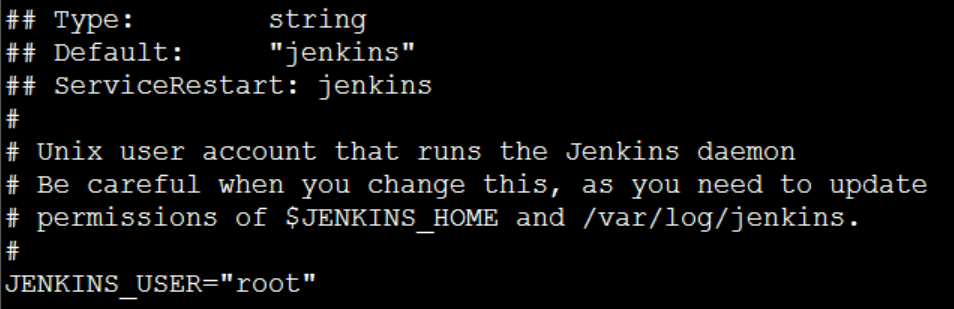 ## Type:        string
## Default:     "jenkins"
## ServiceRestart: jenkins
#
# Unix user account that runs the Jenkins daemon
# Be careful when you change this, as you need to update
# permissions of $JENKINS_HOME and /var/log/jenkins.
#
JENKINS_USER="root"